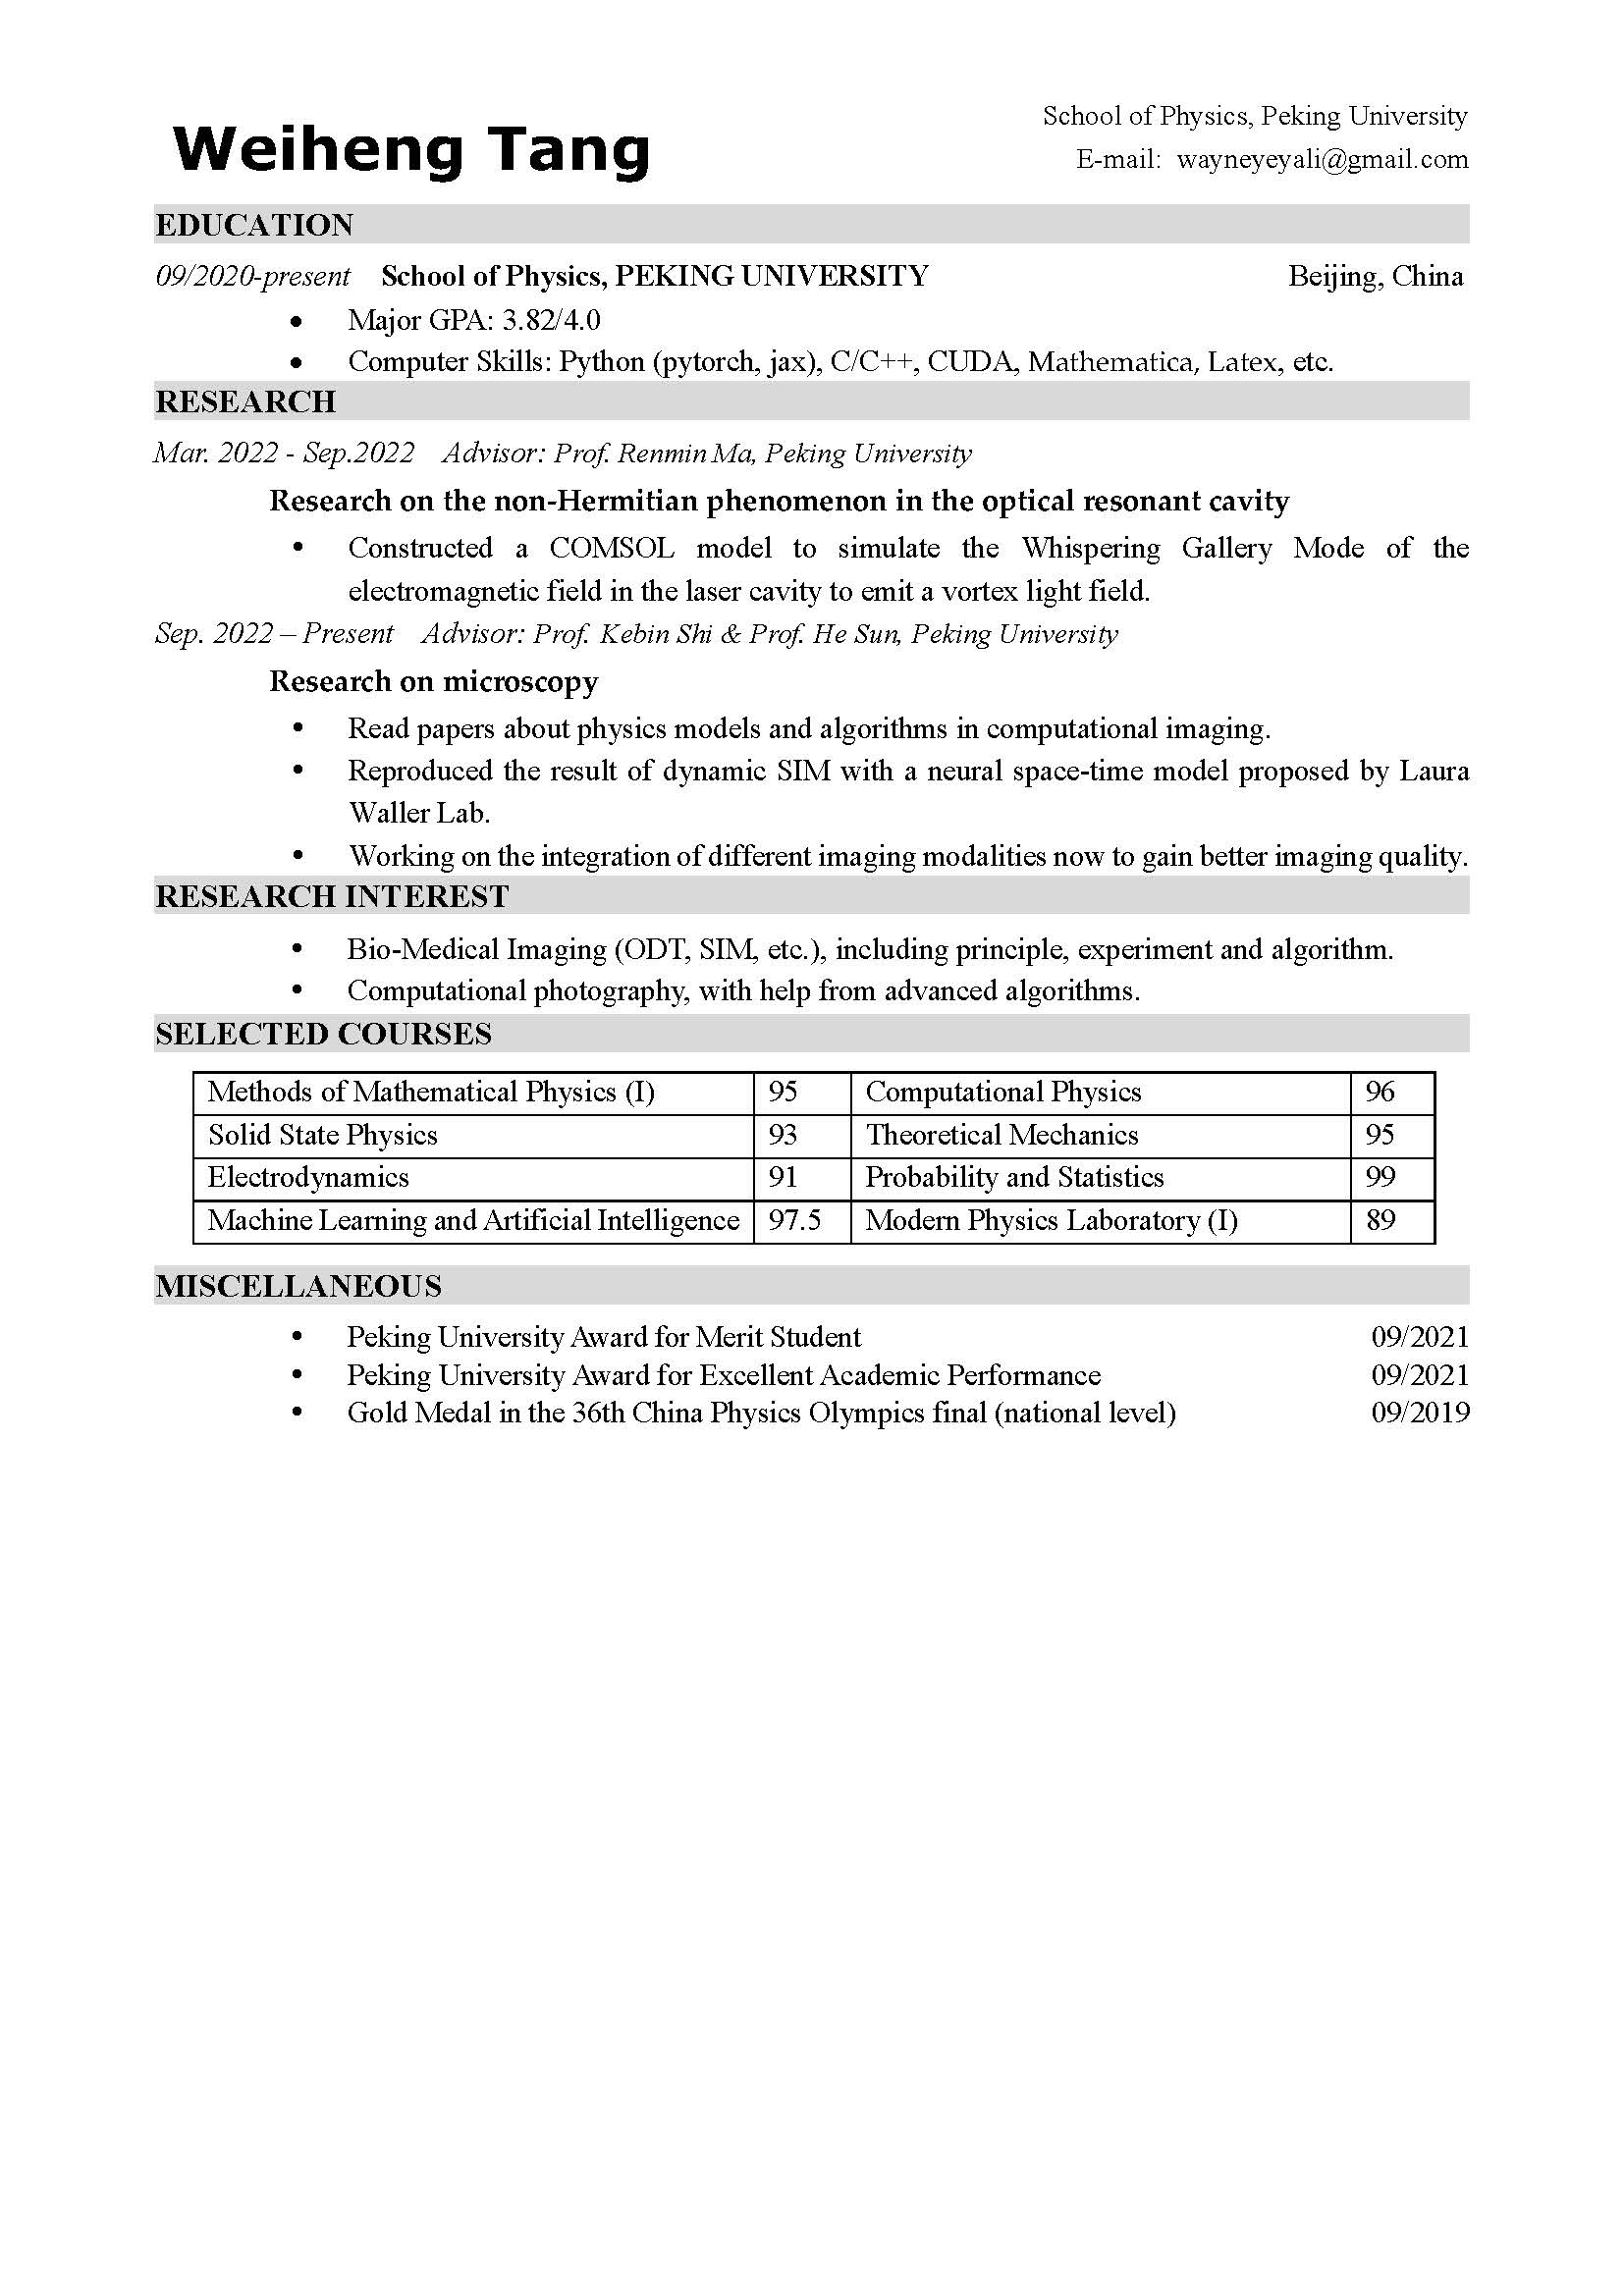 Weiheng Tang
School of Physics, Peking University
E-mail: wayneyeyali@gmail.com
EDUCATION
09/2020-present School of Physics, PEKING UNIVERSITY Beijing, China
• Major GPA: 3.82/4.0
• Computer Skills: Python (pytorch, jax), C/C++, CUDA, Mathematica, Latex, etc.
RESEARCH
Mar. 2022 - Sep.2022 Advisor: Prof. Renmin Ma, Peking University
Research on the non-Hermitian phenomenon in the optical resonant cavity
• Constructed a COMSOL model to simulate the Whispering Gallery Mode of the
electromagnetic field in the laser cavity to emit a vortex light field.
Sep. 2022 – Present Advisor: Prof. Kebin Shi & Prof. He Sun, Peking University
Research on microscopy
• Read papers about physics models and algorithms in computational imaging.
• Reproduced the result of dynamic SIM with a neural space-time model proposed by Laura
Waller Lab.
• Working on the integration of different imaging modalities now to gain better imaging quality.
RESEARCH INTEREST
• Bio-Medical Imaging (ODT, SIM, etc.), including principle, experiment and algorithm.
• Computational photography, with help from advanced algorithms.
SELECTED COURSES
Methods of Mathematical Physics (I) 95 Computational Physics 96
Solid State Physics 93 Theoretical Mechanics 95
Electrodynamics 91 Probability and Statistics 99
Machine Learning and Artificial Intelligence 97.5 Modern Physics Laboratory (I) 89
MISCELLANEOUS
• Peking University Award for Merit Student 09/2021
• Peking University Award for Excellent Academic Performance 09/2021
• Gold Medal in the 36th China Physics Olympics final (national level) 09/2019